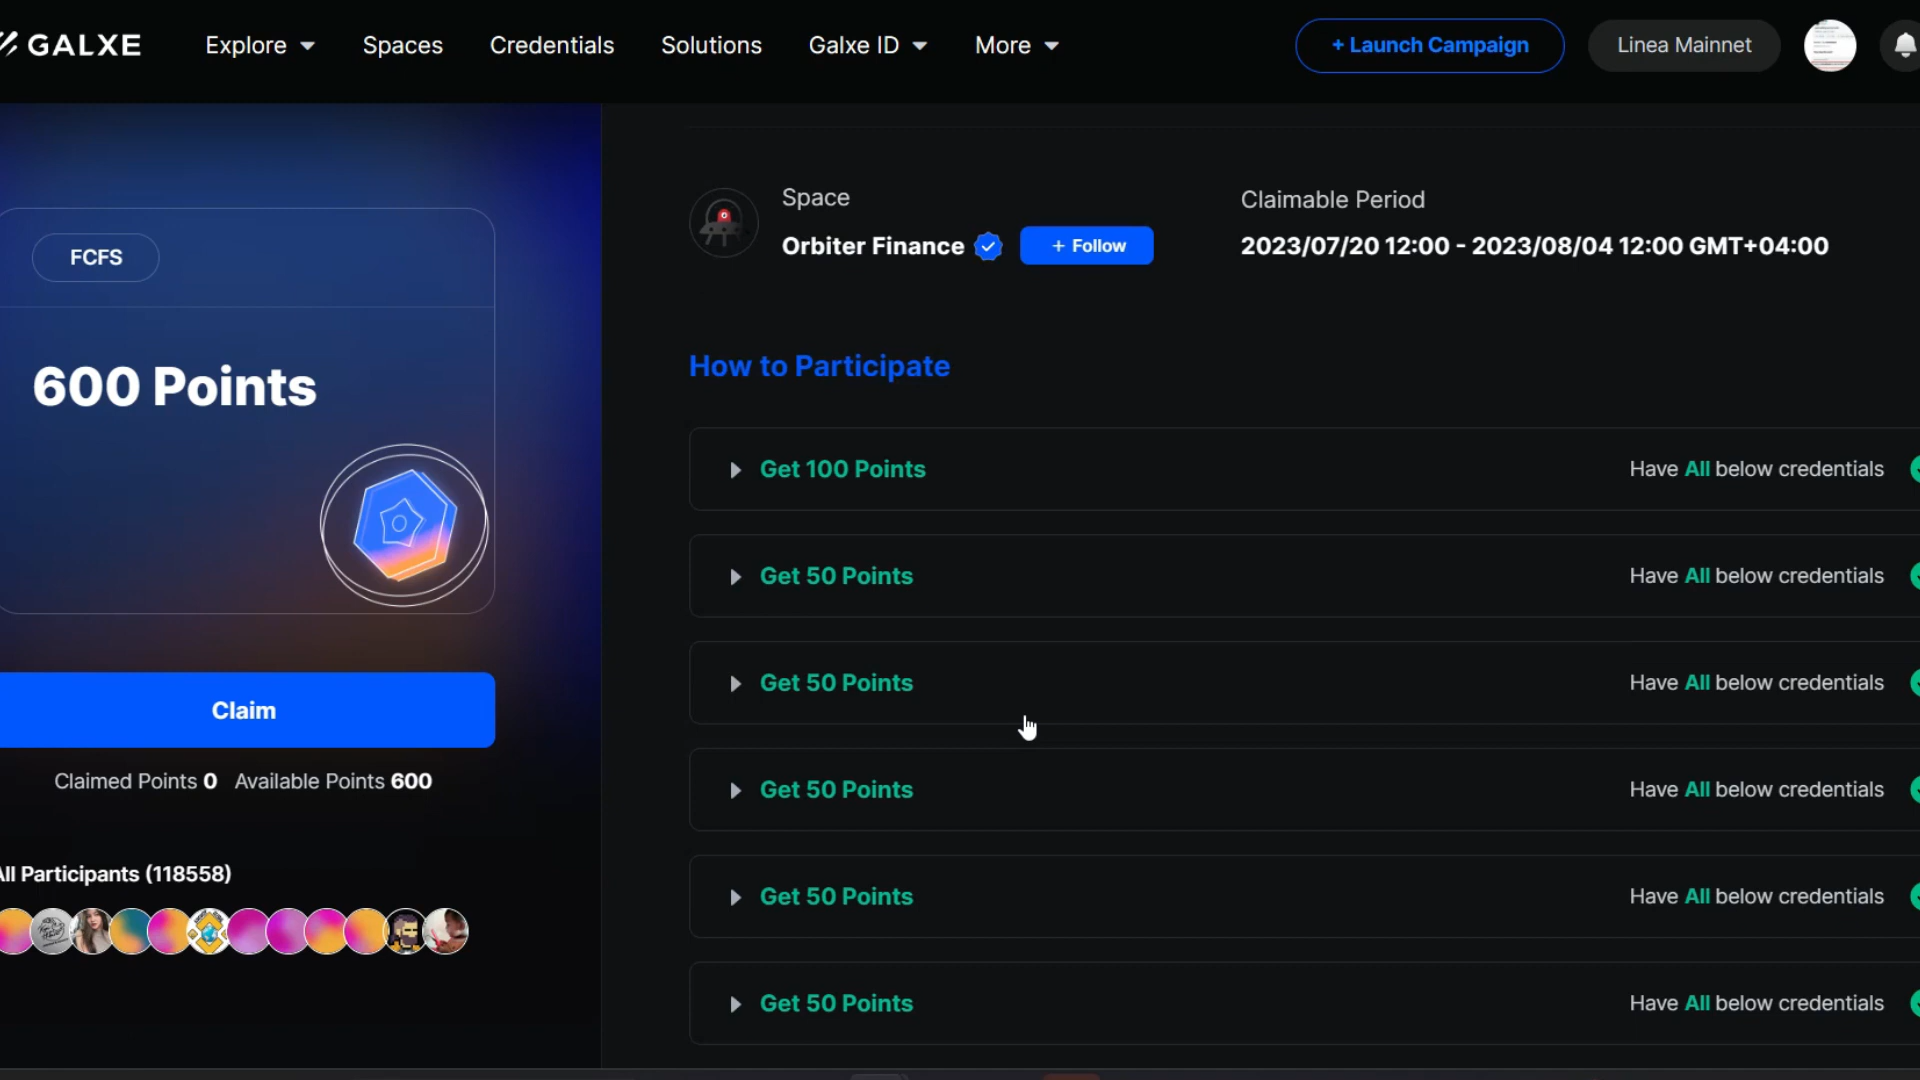 GALXE
Explore
Spaces
Credentials
Solutions
Galxe ID
More
+ Launch Campaign
Linea Mainnet
FCFS
600 Points
Claim
Claimed Points 0 Available Points 600
All Participants (118558)
Space
Orbiter Finance
+ Follow
Claimable Period
2023/07/20 12:00 - 2023/08/04 12:00 GMT+04:00
How to Participate
Get 100 Points
Have All below credentials
Get 50 Points
Have All below credentials
Get 50 Points
Have All below credentials
Get 50 Points
Have All below credentials
Get 50 Points
Have All below credentials
Get 50 Points
Have All below credentials